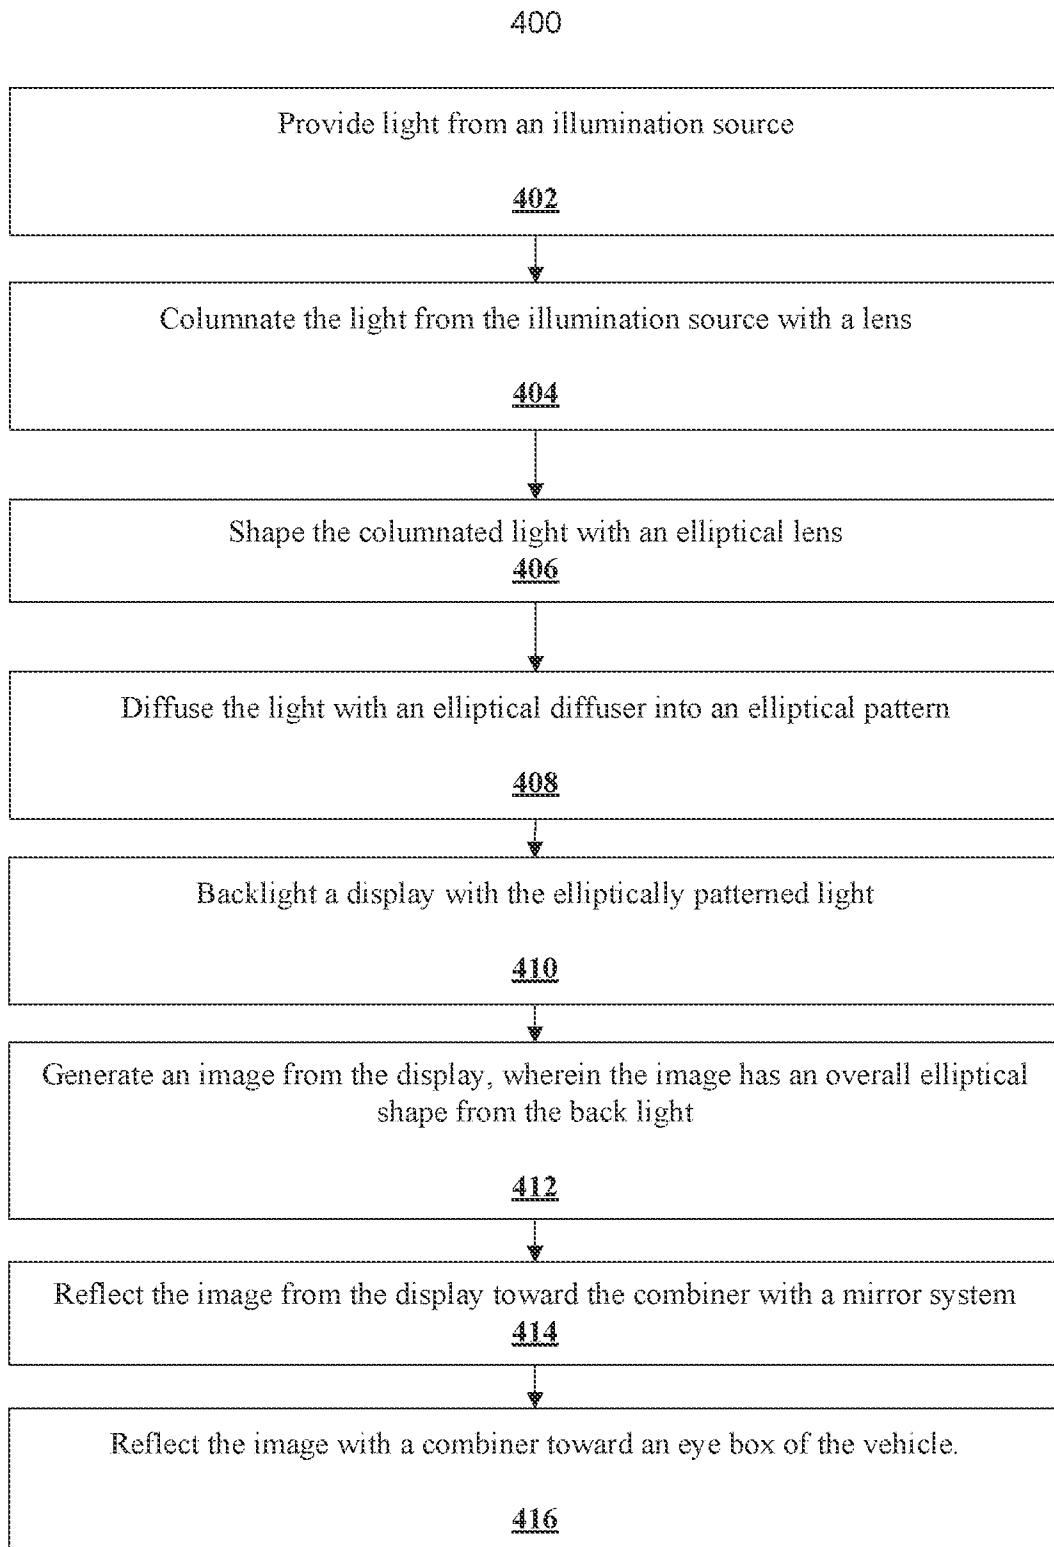 400
Provide light from an illumination source
402
Columnate the light from the illumination source with a lens
404
Shape the columnated light with an elliptical lens
406
Diffuse the light with an elliptical diffuser into an elliptical pattern
408
Backlight a display with the elliptically patterned light
410
Generate an image from the display, wherein the image has an overall elliptical
shape from the back light
412
Reflect the image from the display toward the combiner with a mirror system
414
Reflect the image with a combiner toward an eye box of the vehicle.
416